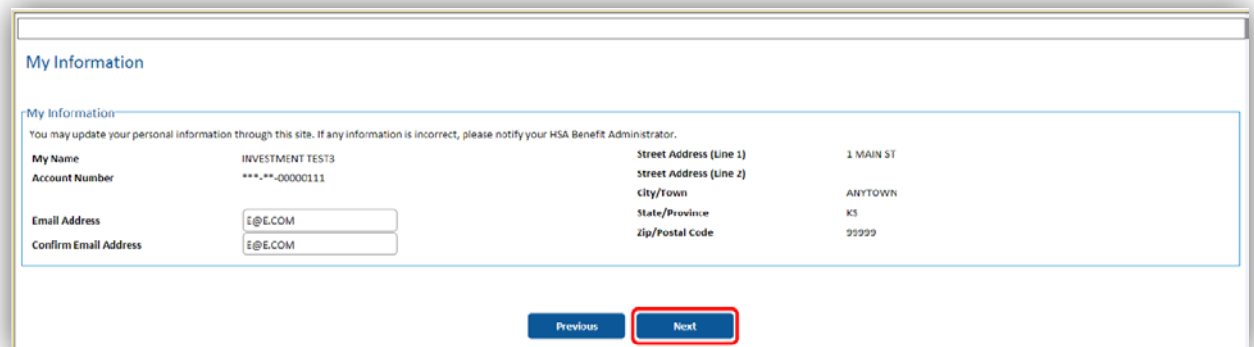 My Information
My Information
You may update your personal information through this site. If any information is incorrect, please notify your HSA Benefit Administrator.
My Name INVESTMENT TEST3
Account Number ***-**-00000111
Email Address E@E.COM
Confirm Email Address E@E.COM
Street Address (Line 1) 1 MAIN ST
Street Address (Line 2)
City/Town ANYTOWN
State/Province KS
Zip/Postal Code 99999
Previous Next